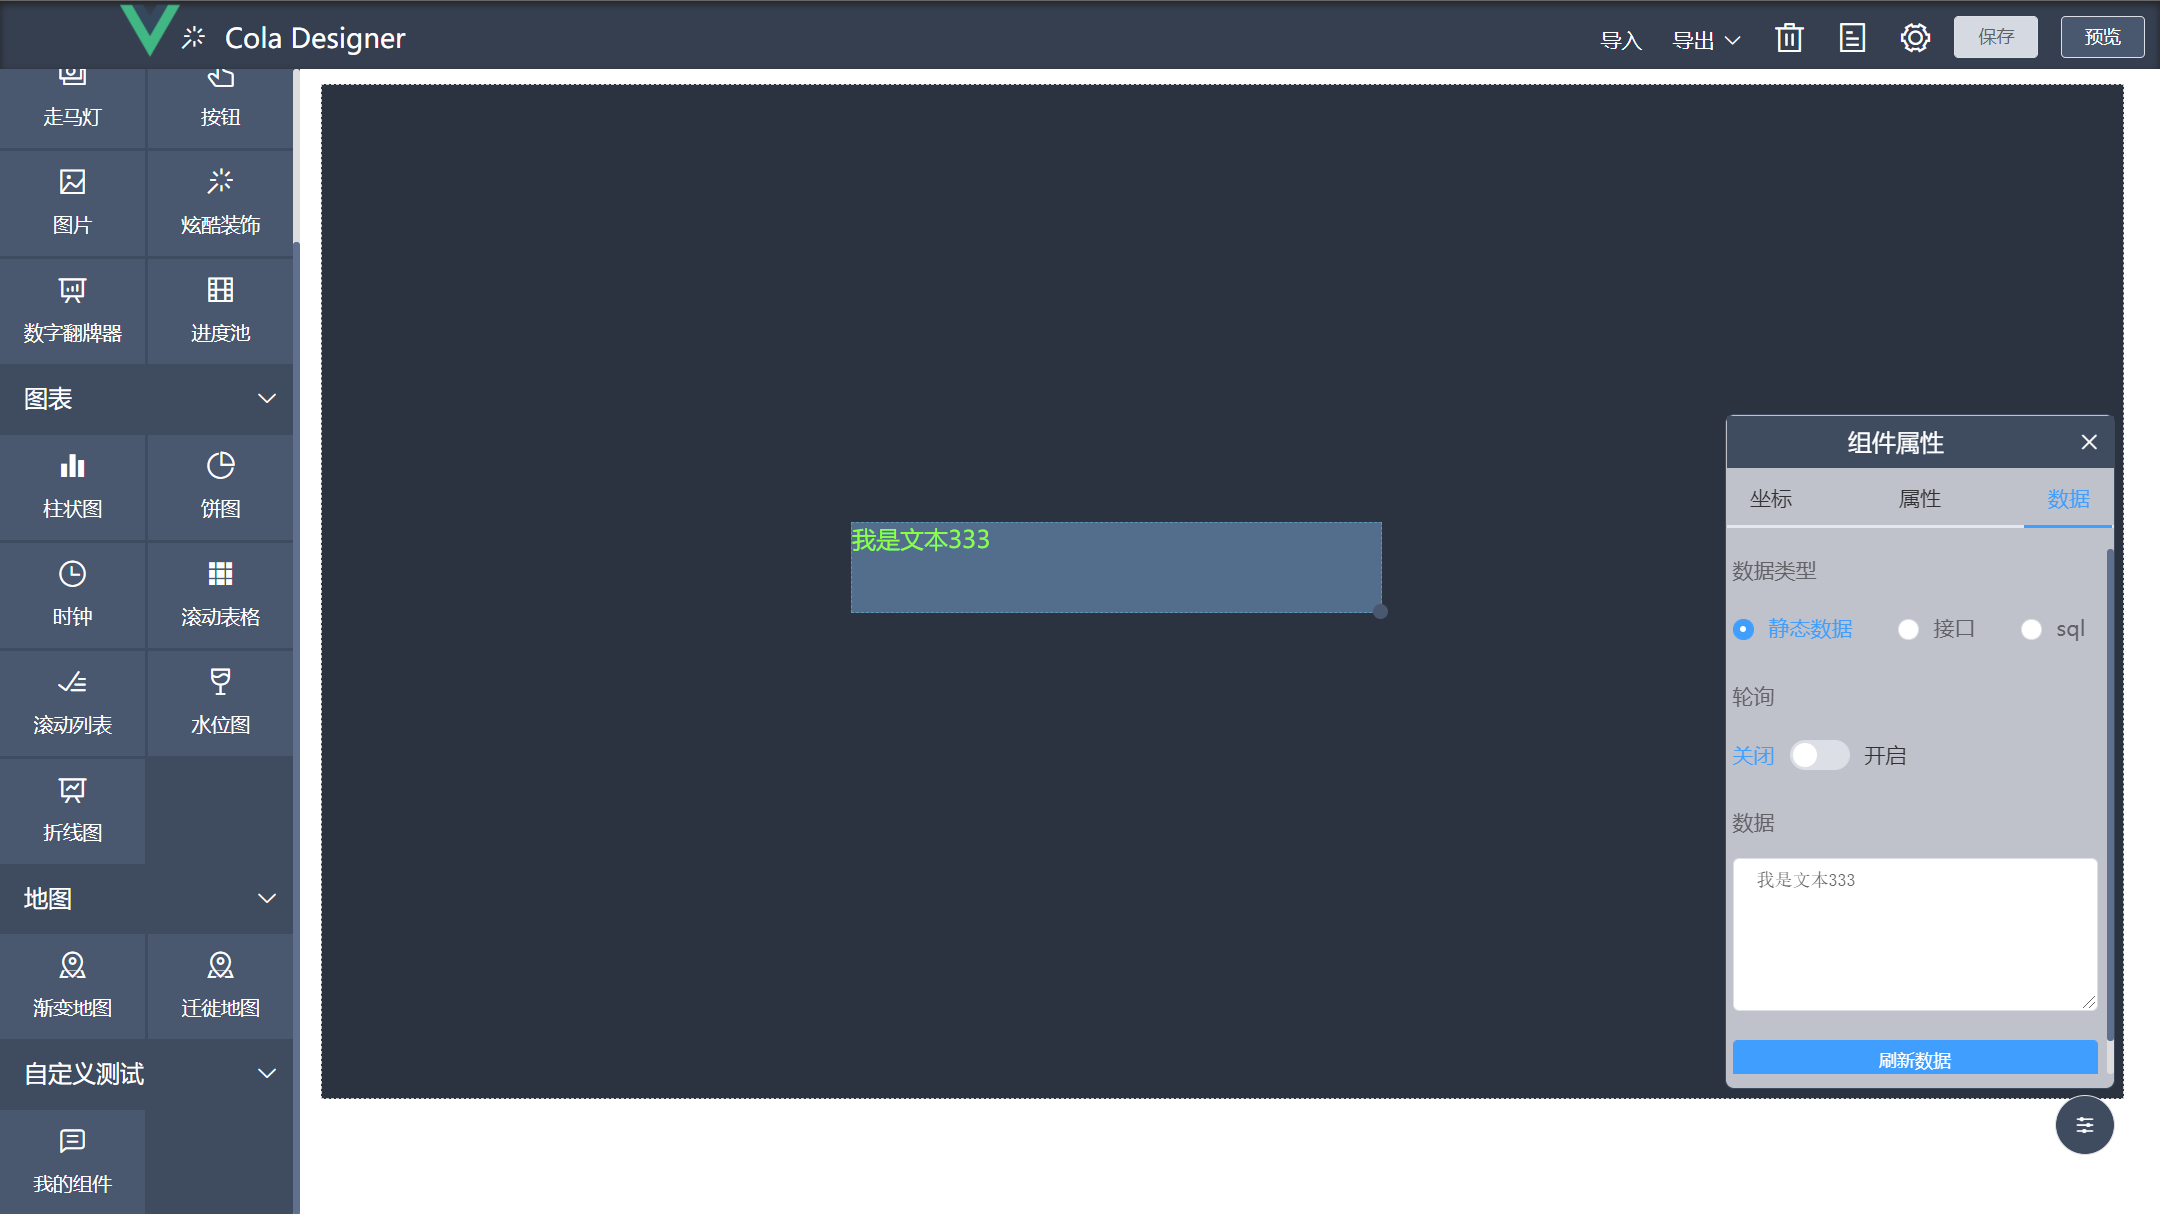 Cola Designer
导入
导出
保存
预览
走马灯
按钮
图片
炫酷装饰
数字翻牌器
进度池
图表
柱状图
饼图
时钟
滚动表格
滚动列表
水位图
折线图
地图
渐变地图
迁徙地图
自定义测试
我的组件
我是文本333
组件属性
坐标
属性
数据
数据类型
静态数据
接口
sql
轮询
关闭
开启
数据
我是文本333
刷新数据